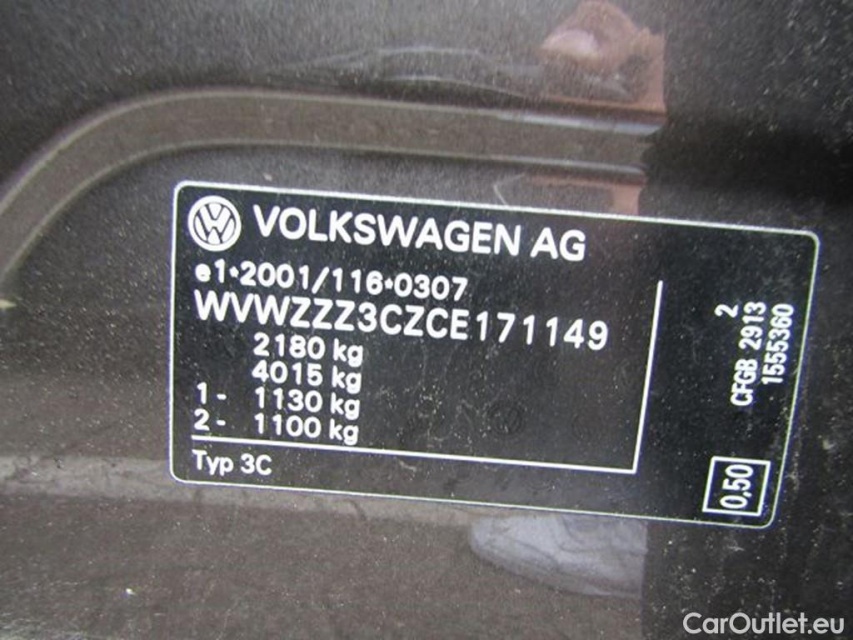 VW VOLKSWAGEN AG
e1*2001/116*0307
WVWZZZ3CZCE171149
2180 kg
4015 kg
1- 1130 kg
2- 1100 kg
Typ 3C
2
CFGB 2913
1555360
0,50
CarOutlet.eu